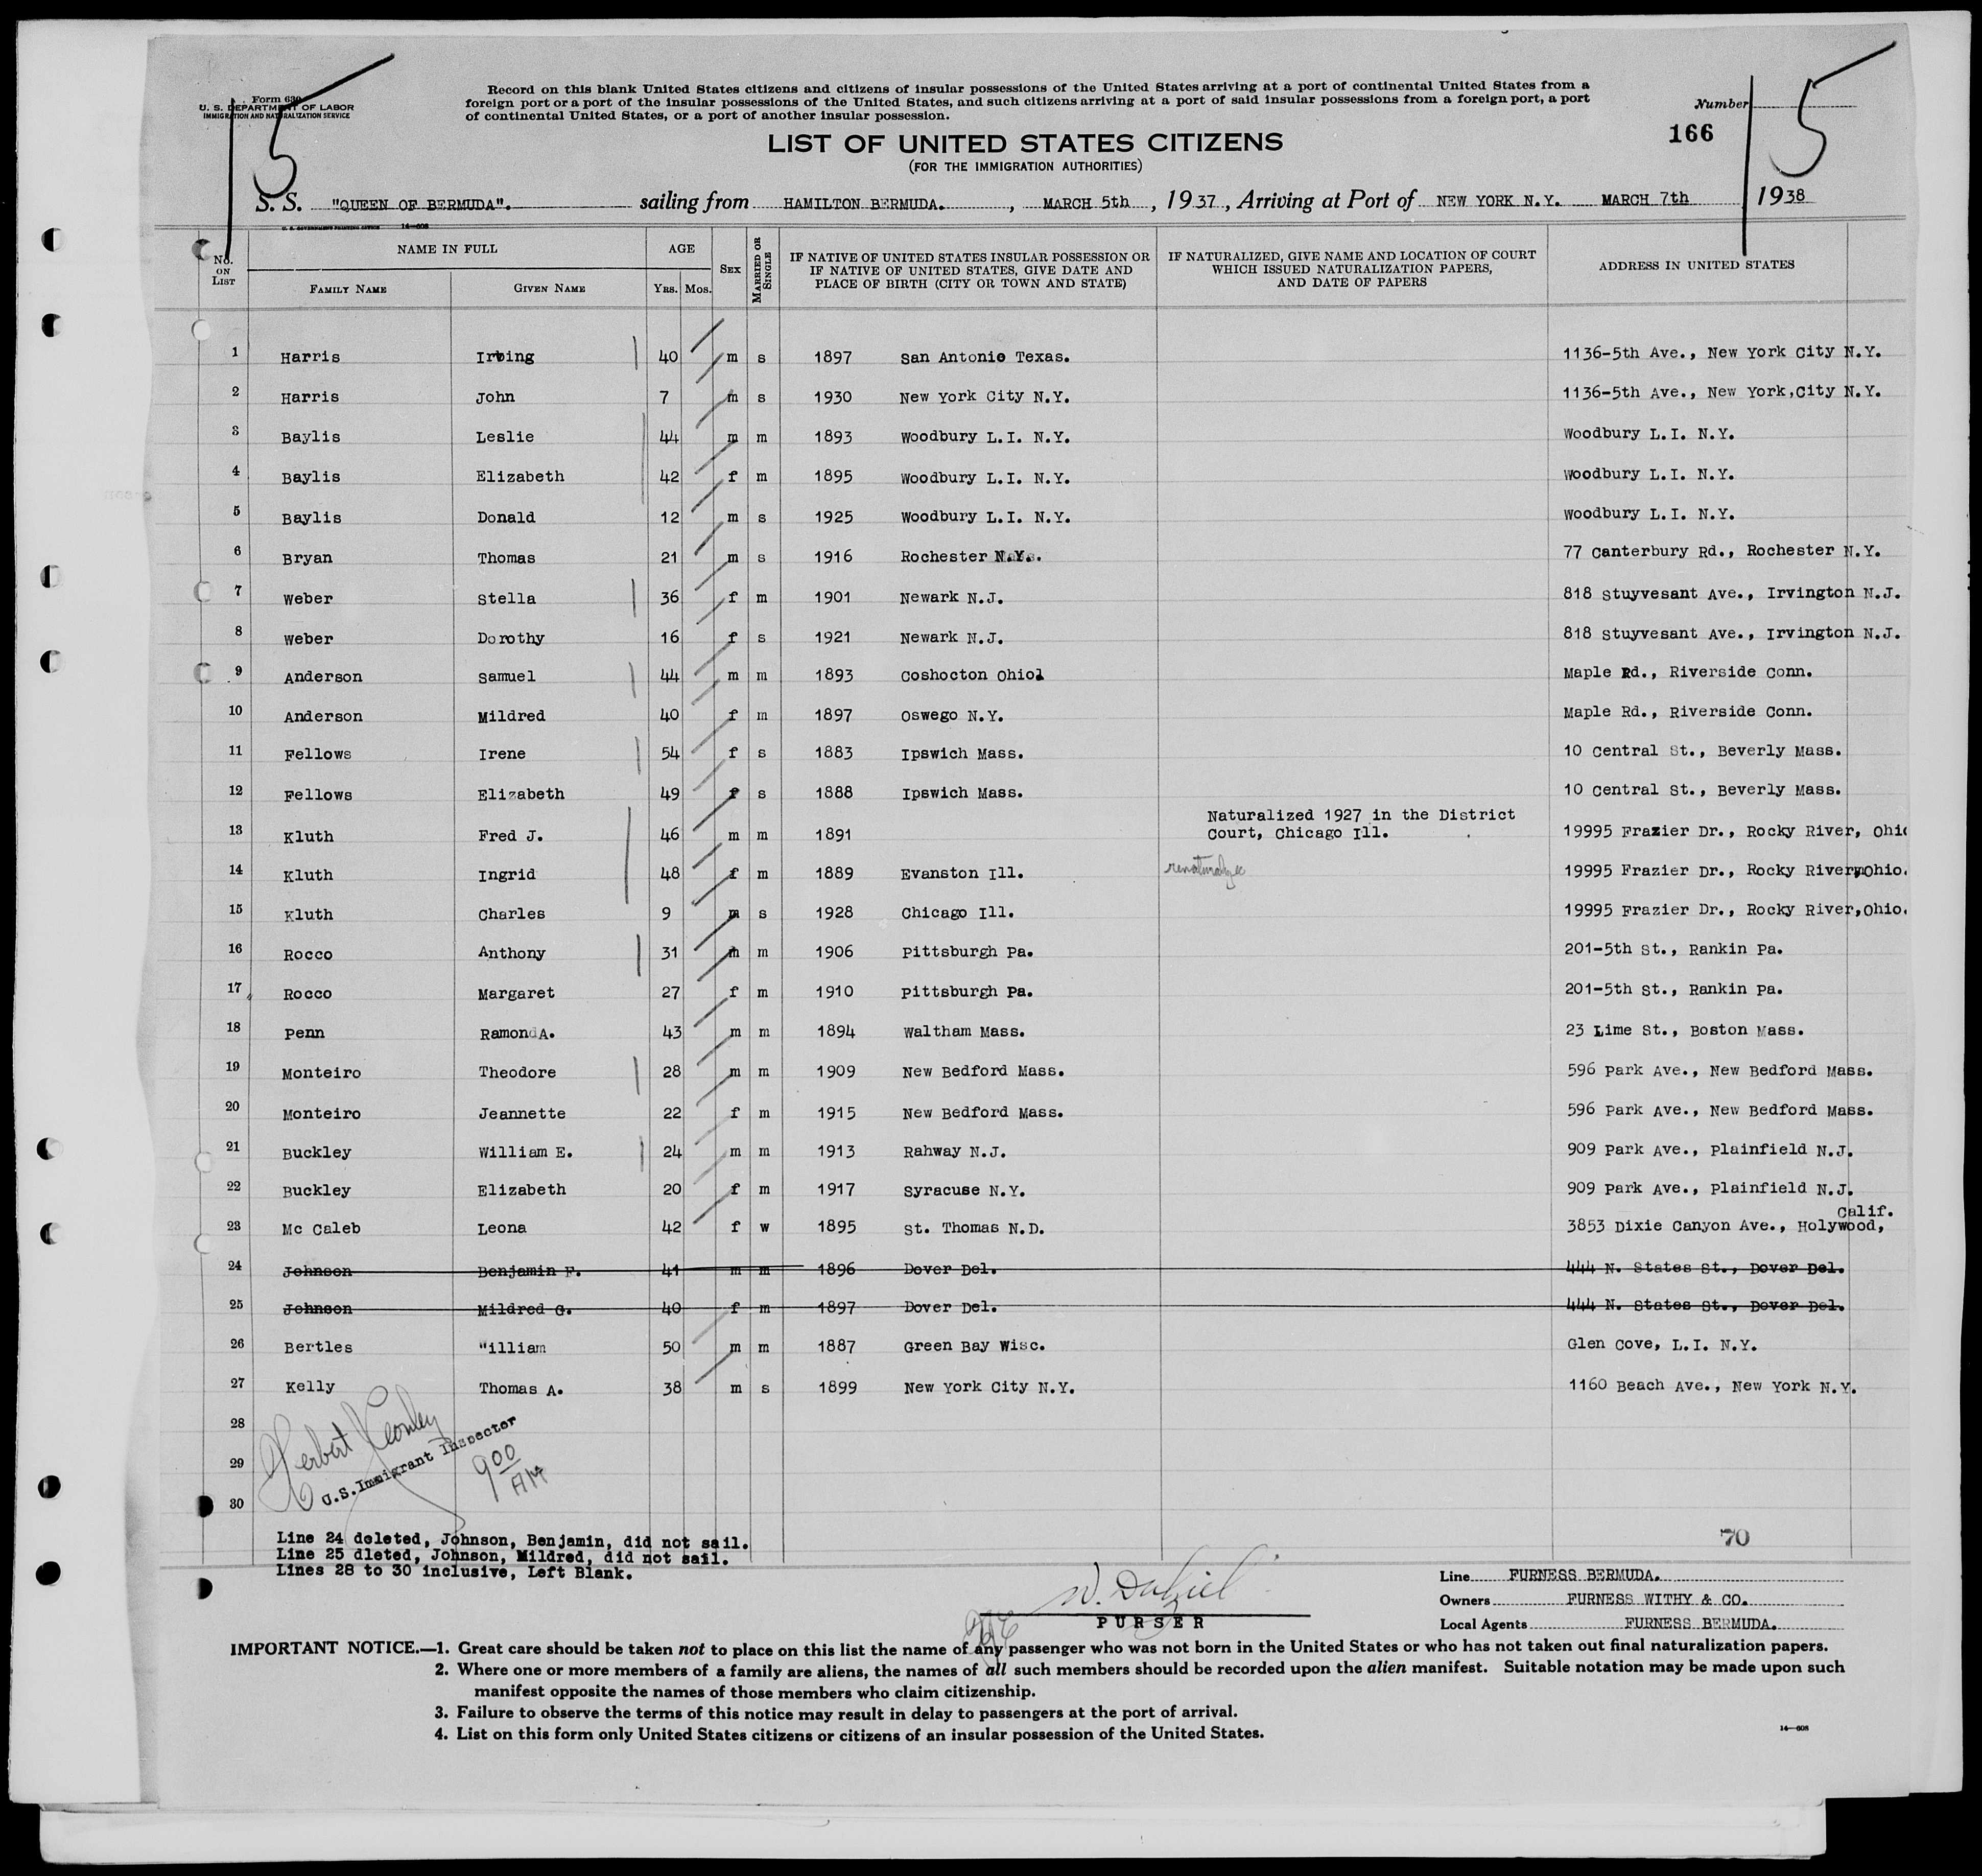 Form 630
U. S. DEPARTMENT OF LABOR
IMMIGRATION AND NATURALIZATION SERVICE
Record on this blank United States citizens and citizens of insular possessions of the United States arriving at a port of continental United States from a
foreign port or a port of the insular possessions of the United States, and such citizens arriving at a port of said insular possessions from a foreign port, a port
of continental United States, or a port of another insular possession.
Number
15
15
166
LIST OF UNITED STATES CITIZENS
(FOR THE IMMIGRATION AUTHORITIES)
S. S. "QUEEN OF BERMUDA". sailing from HAMILTON BERMUDA. , MARCH 5th , 1937 , Arriving at Port of NEW YORK N.Y. MARCH 7th 1938
U. S. GOVERNMENT PRINTING OFFICE 14—608
No. ON LIST NAME IN FULL FAMILY NAME GIVEN NAME AGE YRS. MOS. SEX MARRIED OR SINGLE
IF NATIVE OF UNITED STATES INSULAR POSSESSION OR IF NATIVE OF UNITED STATES, GIVE DATE AND PLACE OF BIRTH (CITY OR TOWN AND STATE)
IF NATURALIZED, GIVE NAME AND LOCATION OF COURT WHICH ISSUED NATURALIZATION PAPERS, AND DATE OF PAPERS
ADDRESS IN UNITED STATES
1 Harris Irving 40 m s 1897 San Antonio Texas. 1136-5th Ave., New York City N.Y.
2 Harris John 7 m s 1930 New York City N.Y. 1136-5th Ave., New York,City N.Y.
3 Baylis Leslie 44 m m 1893 Woodbury L.I. N.Y. Woodbury L.I. N.Y.
4 Baylis Elizabeth 42 f m 1895 Woodbury L.I. N.Y. Woodbury L.I. N.Y.
5 Baylis Donald 12 m s 1925 Woodbury L.I. N.Y. Woodbury L.I. N.Y.
6 Bryan Thomas 21 m s 1916 Rochester N.Y.. 77 Canterbury Rd., Rochester N.Y.
7 Weber Stella 36 f m 1901 Newark N.J. 818 Stuyvesant Ave., Irvington N.J.
8 Weber Dorothy 16 f s 1921 Newark N.J. 818 Stuyvesant Ave., Irvington N.J.
9 Anderson Samuel 44 m m 1893 Coshocton Ohiol Maple Rd., Riverside Conn.
10 Anderson Mildred 40 f m 1897 Oswego N.Y. Maple Rd., Riverside Conn.
11 Fellows Irene 54 f s 1883 Ipswich Mass. 10 Central St., Beverly Mass.
12 Fellows Elizabeth 49 f s 1888 Ipswich Mass. 10 Central St., Beverly Mass.
Naturalized 1927 in the District
13 Kluth Fred J. 46 m m 1891 Court, Chicago Ill. 19995 Frazier Dr., Rocky River, Ohio
14 Kluth Ingrid 48 f m 1889 Evanston Ill. 19995 Frazier Dr., Rocky River,Ohio.
15 Kluth Charles 9 m s 1928 Chicago Ill. 19995 Frazier Dr., Rocky River,Ohio.
16 Rocco Anthony 31 m m 1906 Pittsburgh Pa. 201-5th St., Rankin Pa.
17 Rocco Margaret 27 f m 1910 Pittsburgh Pa. 201-5th St., Rankin Pa.
18 Penn Ramond A. 43 m m 1894 Waltham Mass. 23 Lime St., Boston Mass.
19 Monteiro Theodore 28 m m 1909 New Bedford Mass. 596 Park Ave., New Bedford Mass.
20 Monteiro Jeannette 22 f m 1915 New Bedford Mass. 596 Park Ave., New Bedford Mass.
21 Buckley William E. 24 m m 1913 Rahway N.J. 909 Park Ave., Plainfield N.J.
22 Buckley Elizabeth 20 f m 1917 Syracuse N.Y. 909 Park Ave., Plainfield N.J.
Calif.
23 Mc Caleb Leona 42 f w 1895 St. Thomas N.D. 3853 Dixie Canyon Ave., Holywood,
24 Johnson Benjamin F. 41 m m 1896 Dover Del. 444 N. States St., Dover Del.
25 Johnson Mildred G. 40 f m 1897 Dover Del. 444 N. States St., Dover Del.
26 Bertles "illiam 50 m m 1887 Green Bay Wisc. Glen Cove, L.I. N.Y.
27 Kelly Thomas A. 38 m s 1899 New York City N.Y. 1160 Beach Ave., New York N.Y.
28
29
30
Herbert
U.S. Immigrant Inspector
9 00 AM
Line 24 deleted, Johnson, Benjamin, did not sail.
Line 25 dleted, Johnson, Mildred, did not sail.
Lines 28 to 30 inclusive, Left Blank.
70
PURSER
Line FURNESS BERMUDA.
Owners FURNESS WITHY & CO.
Local Agents FURNESS BERMUDA.
IMPORTANT NOTICE.—1. Great care should be taken not to place on this list the name of any passenger who was not born in the United States or who has not taken out final naturalization papers.
2. Where one or more members of a family are aliens, the names of all such members should be recorded upon the alien manifest. Suitable notation may be made upon such
manifest opposite the names of those members who claim citizenship.
3. Failure to observe the terms of this notice may result in delay to passengers at the port of arrival.
4. List on this form only United States citizens or citizens of an insular possession of the United States.
14—608